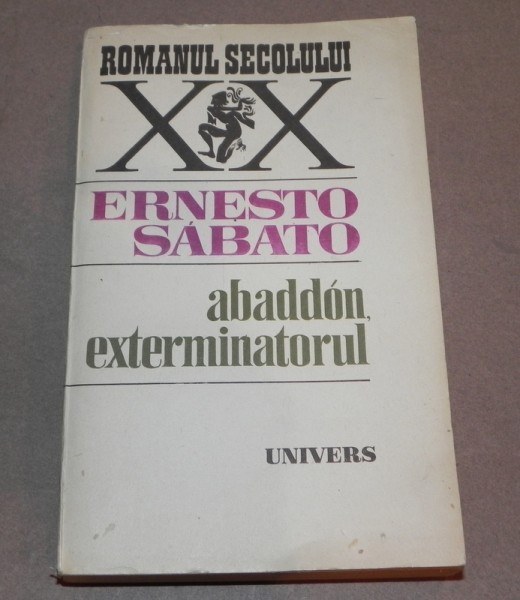 ROMANUL SECOLULUI
XX
ERNESTO
SÁBATO
abaddón,
exterminatorul
UNIVERS